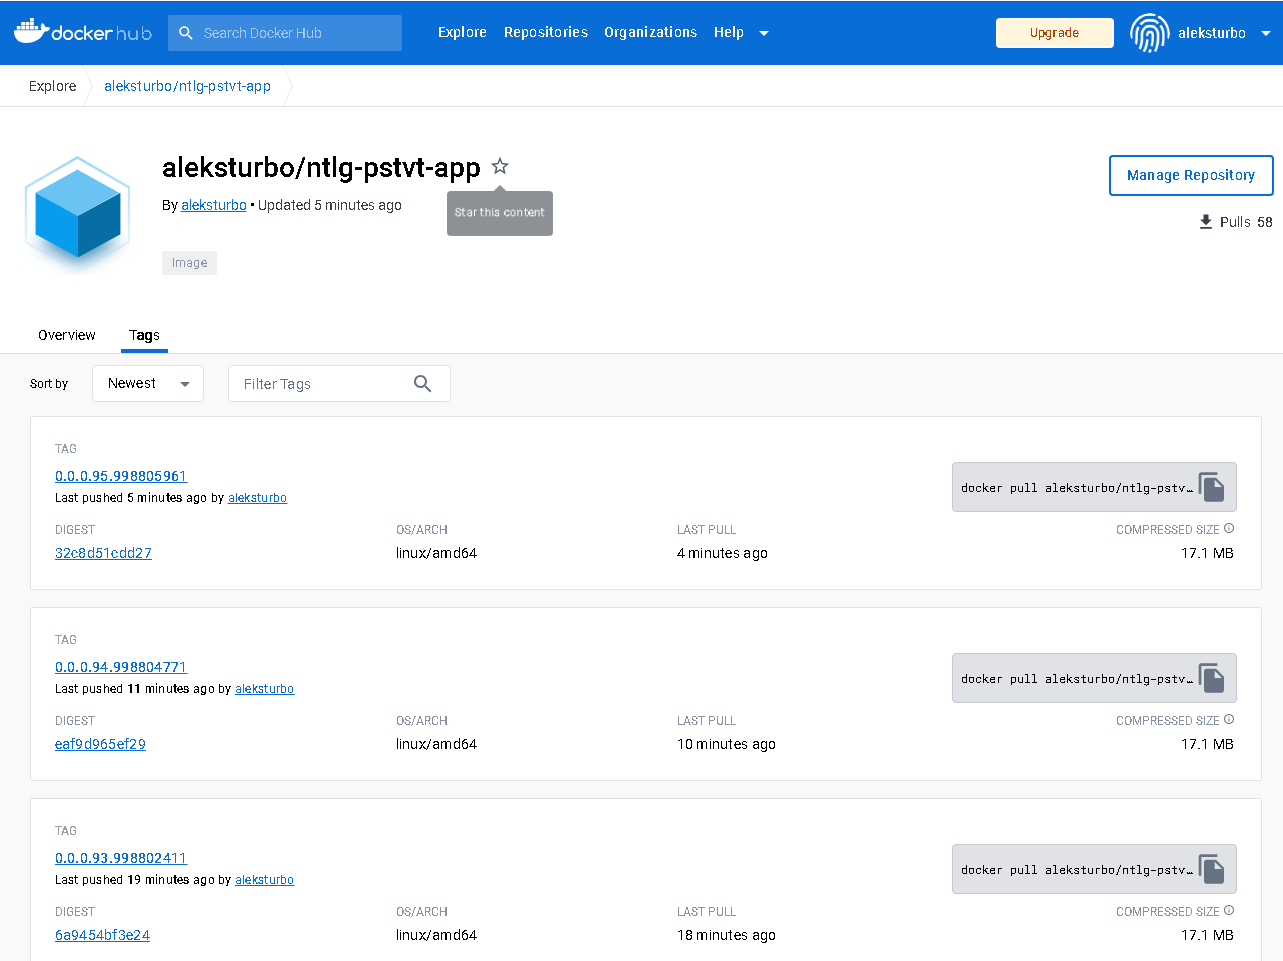 docker hub
Search Docker Hub
Explore Repositories Organizations Help
Upgrade
aleksturbo
Explore
aleksturbo/ntlg-pstvt-app
aleksturbo/ntlg-pstvt-app
By aleksturbo • Updated 5 minutes ago
Star this content
Image
Manage Repository
Pulls 58
Overview Tags
Sort by Newest Filter Tags
TAG
0.0.0.95.998805961
Last pushed 5 minutes ago by aleksturbo
docker pull aleksturbo/ntlg-pstv…
DIGEST OS/ARCH LAST PULL COMPRESSED SIZE
32c8d51cdd27 linux/amd64 4 minutes ago 17.1 MB
TAG
0.0.0.94.998804771
Last pushed 11 minutes ago by aleksturbo
docker pull aleksturbo/ntlg-pstv…
DIGEST OS/ARCH LAST PULL COMPRESSED SIZE
eaf9d965ef29 linux/amd64 10 minutes ago 17.1 MB
TAG
0.0.0.93.998802411
Last pushed 19 minutes ago by aleksturbo
docker pull aleksturbo/ntlg-pstv…
DIGEST OS/ARCH LAST PULL COMPRESSED SIZE
6a9454bf3e24 linux/amd64 18 minutes ago 17.1 MB